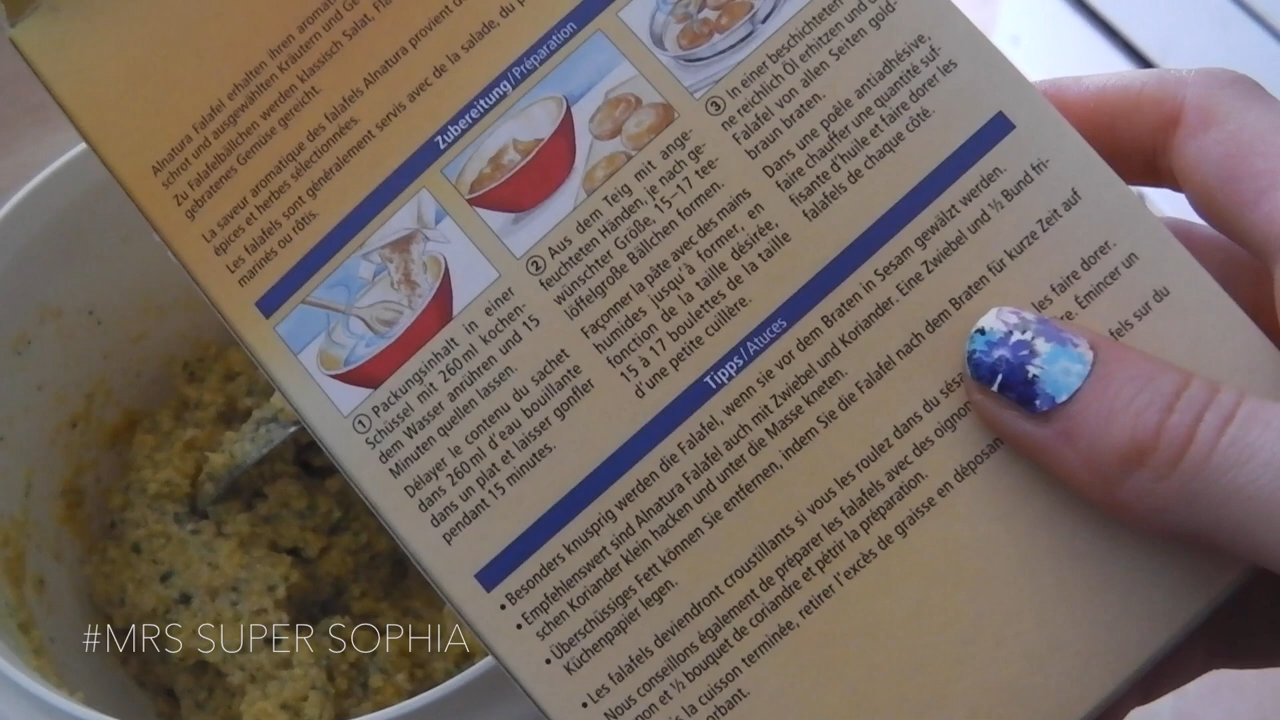 Alnatura Falafel erhalten ihren aromat
schrot und ausgewählten Kräutern und Ge
Zu Falafelbällchen werden klassisch Salat, Fla
gebratenes Gemüse gereicht.
La saveur aromatique des falafels Alnatura provient d
épices et herbes sélectionnées.
Les falafels sont généralement servis avec de la salade, du p
marinés ou rôtis.
Zubereitung/Préparation
① Packungsinhalt in einer
Schüssel mit 260 ml kochen-
dem Wasser anrühren und 15
Minuten quellen lassen.
Délayer le contenu du sachet
dans 260 ml d'eau bouillante
dans un plat et laisser gonfler
pendant 15 minutes.
② Aus dem Teig mit ange-
feuchteten Händen, je nach ge-
wünschter Größe, 15–17 tee-
löffelgroße Bällchen formen.
Façonner la pâte avec des mains
humides jusqu'à former, en
fonction de la taille désirée,
15 à 17 boulettes de la taille
d'une petite cuillère.
③ In einer beschichteten
ne reichlich Öl erhitzen und
Falafel von allen Seiten gold-
braun braten.
Dans une poêle antiadhésive,
faire chauffer une quantité suf-
fisante d'huile et faire dorer les
falafels de chaque côté.
Tipps/Atuces
• Besonders knusprig werden die Falafel, wenn sie vor dem Braten in Sesam gewälzt werden.
• Empfehlenswert sind Alnatura Falafel auch mit Zwiebel und Koriander. Eine Zwiebel und ½ Bund fri-
schen Koriander klein hacken und unter die Masse kneten.
• Überschüssiges Fett können Sie entfernen, indem Sie die Falafel nach dem Braten für kurze Zeit auf
Küchenpapier legen.
• Les falafels deviendront croustillants si vous les roulez dans du sésa les faire dorer.
Nous conseillons également de préparer les falafels avec des oignon re. Émincer un
non et ½ bouquet de coriandre et pétrir la préparation.
s la cuisson terminée, retirer l'excès de graisse en déposan fels sur du
orbant.
#MRS SUPER SOPHIA